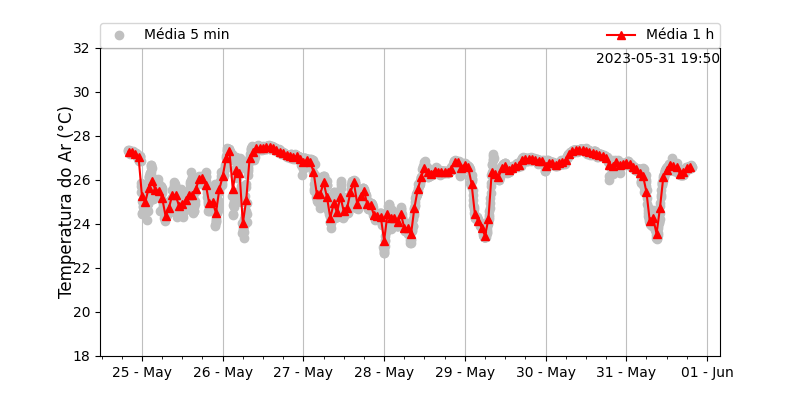 Média 5 min
Média 1 h
2023-05-31 19:50
Temperatura do Ar (°C)
32
30
28
26
24
22
20
18
25 - May
26 - May
27 - May
28 - May
29 - May
30 - May
31 - May
01 - Jun